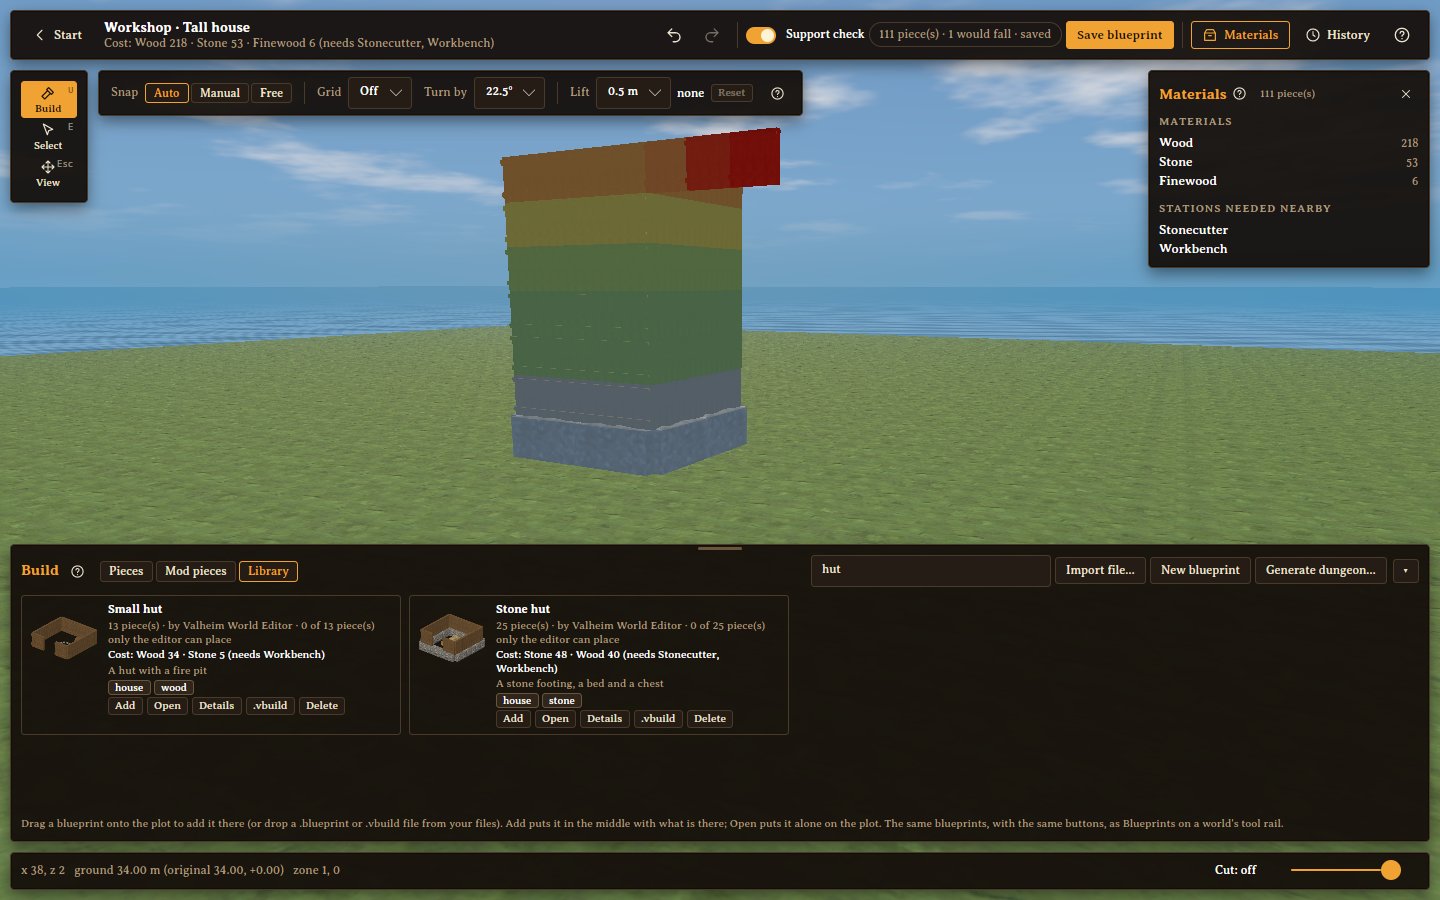 Start
Workshop · Tall house
Cost: Wood 218 · Stone 53 · Finewood 6 (needs Stonecutter, Workbench)
Support check
111 piece(s) · 1 would fall · saved
Save blueprint
Materials
History
Build U
Select E
View Esc
Snap Auto Manual Free Grid Off Turn by 22.5° Lift 0.5 m none Reset
Materials 111 piece(s)
MATERIALS
Wood 218
Stone 53
Finewood 6
STATIONS NEEDED NEARBY
Stonecutter
Workbench
Build Pieces Mod pieces Library
hut
Import file... New blueprint Generate dungeon...
Small hut
13 piece(s) · by Valheim World Editor · 0 of 13 piece(s)
only the editor can place
Cost: Wood 34 · Stone 5 (needs Workbench)
A hut with a fire pit
house wood
Add Open Details .vbuild Delete
Stone hut
25 piece(s) · by Valheim World Editor · 0 of 25 piece(s)
only the editor can place
Cost: Stone 48 · Wood 40 (needs Stonecutter,
Workbench)
A stone footing, a bed and a chest
house stone
Add Open Details .vbuild Delete
Drag a blueprint onto the plot to add it there (or drop a .blueprint or .vbuild file from your files). Add puts it in the middle with what is there; Open puts it alone on the plot. The same blueprints, with the same buttons, as Blueprints on a world's tool rail.
x 38, z 2 ground 34.00 m (original 34.00, +0.00) zone 1, 0
Cut: off